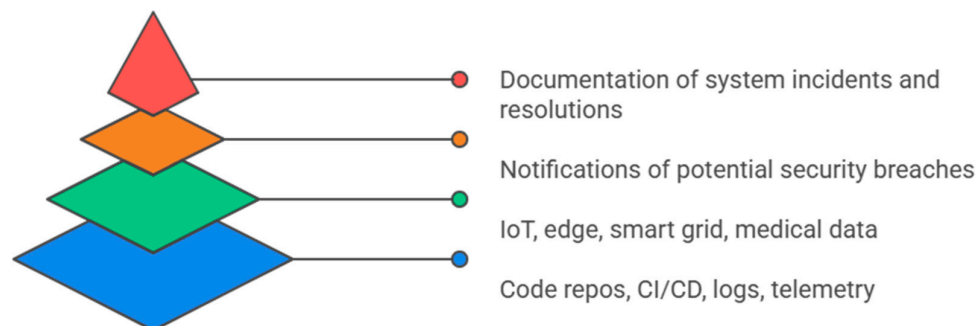 Documentation of system incidents and
resolutions
Notifications of potential security breaches
IoT, edge, smart grid, medical data
Code repos, CI/CD, logs, telemetry